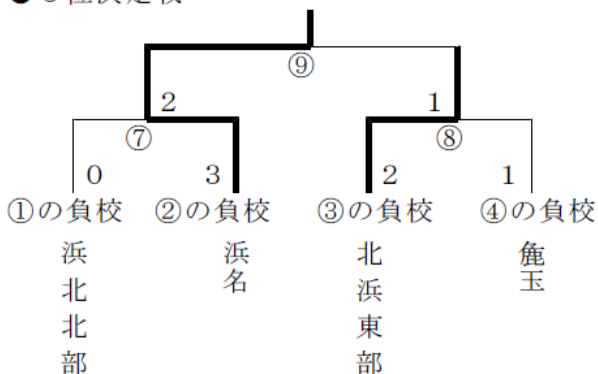 ⑨
2 1
⑦ ⑧
0 3 2 1
①の負校 ②の負校 ③の負校 ④の負校
浜北北部
浜名
北浜東部
麁玉